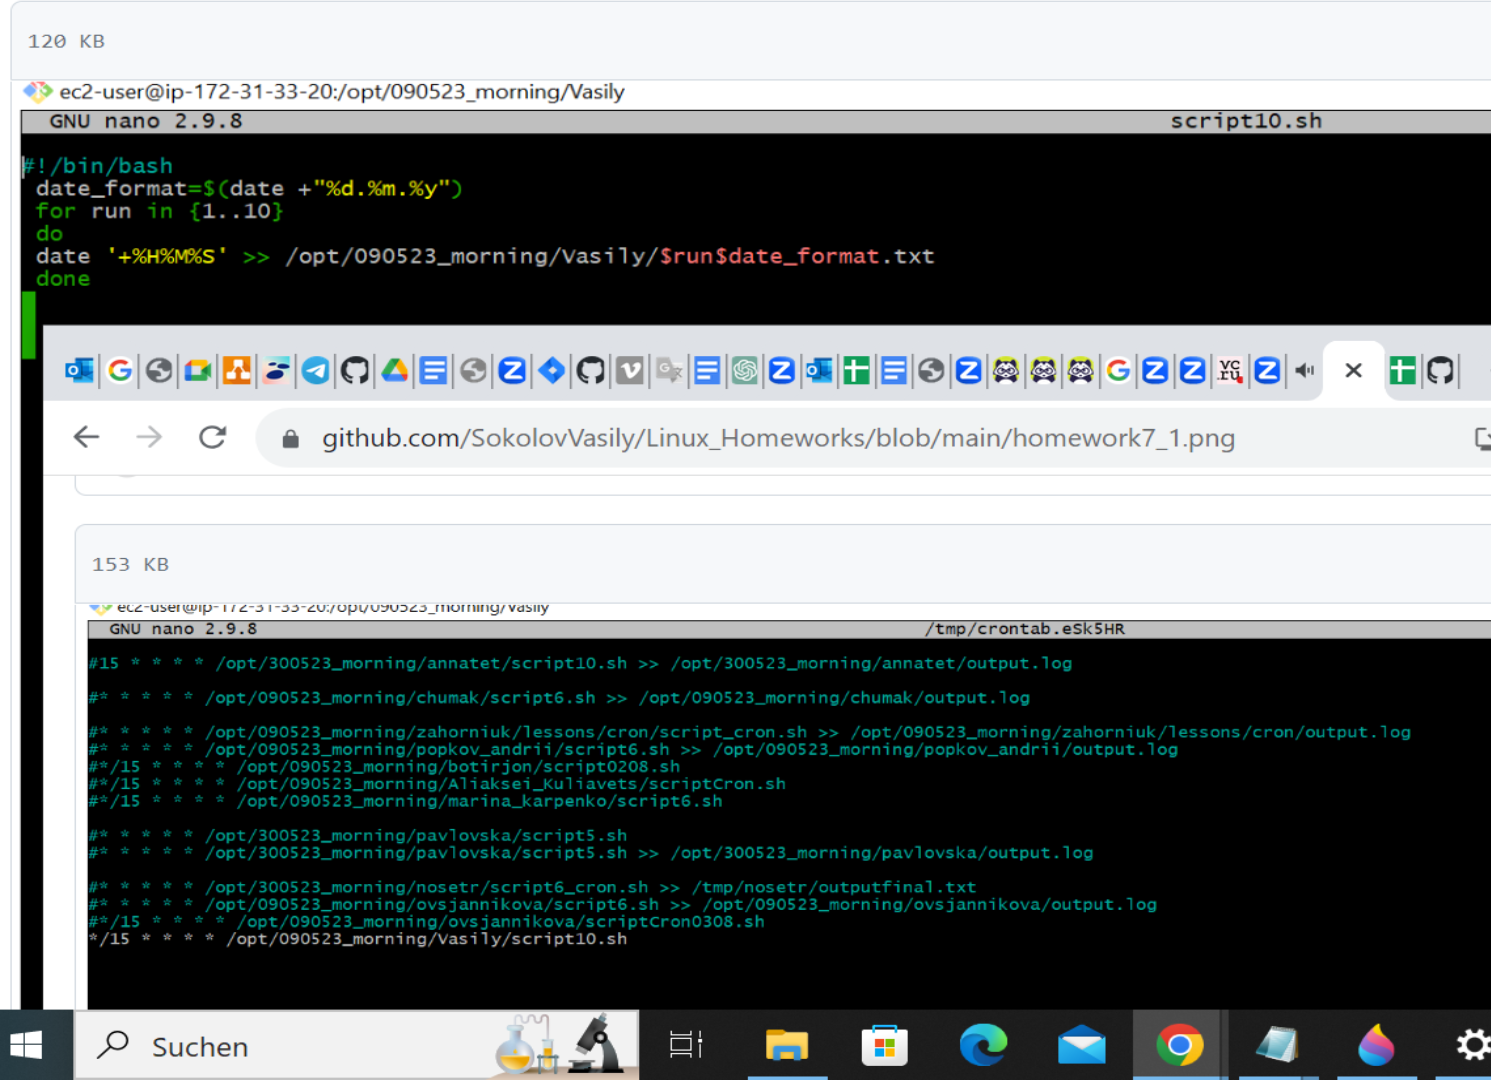 120 KB
ec2-user@ip-172-31-33-20:/opt/090523_morning/Vasily
GNU nano 2.9.8 script10.sh
#!/bin/bash
date_format=$(date +"%d.%m.%y")
for run in {1..10}
do
date '+%H%M%S' >> /opt/090523_morning/Vasily/$run$date_format.txt
done
github.com/SokolovVasily/Linux_Homeworks/blob/main/homework7_1.png
153 KB
ec2-user@ip-172-31-33-20:/opt/090523_morning/Vasily
GNU nano 2.9.8 /tmp/crontab.eSk5HR
#15 * * * * /opt/300523_morning/annatet/script10.sh >> /opt/300523_morning/annatet/output.log
#* * * * * /opt/090523_morning/chumak/script6.sh >> /opt/090523_morning/chumak/output.log
#* * * * * /opt/090523_morning/zahorniuk/lessons/cron/script_cron.sh >> /opt/090523_morning/zahorniuk/lessons/cron/output.log
#* * * * * /opt/090523_morning/popkov_andrii/script6.sh >> /opt/090523_morning/popkov_andrii/output.log
#*/15 * * * * /opt/090523_morning/botirjon/script0208.sh
#*/15 * * * * /opt/090523_morning/Aliaksei_Kuliavets/scriptCron.sh
#*/15 * * * * /opt/090523_morning/marina_karpenko/script6.sh
#* * * * * /opt/300523_morning/pavlovska/script5.sh
#* * * * * /opt/300523_morning/pavlovska/script5.sh >> /opt/300523_morning/pavlovska/output.log
#* * * * * /opt/300523_morning/nosetr/script6_cron.sh >> /tmp/nosetr/outputfinal.txt
#* * * * * /opt/090523_morning/ovsjannikova/script6.sh >> /opt/090523_morning/ovsjannikova/output.log
#*/15 * * * * /opt/090523_morning/ovsjannikova/scriptCron0308.sh
*/15 * * * * /opt/090523_morning/Vasily/script10.sh
Suchen